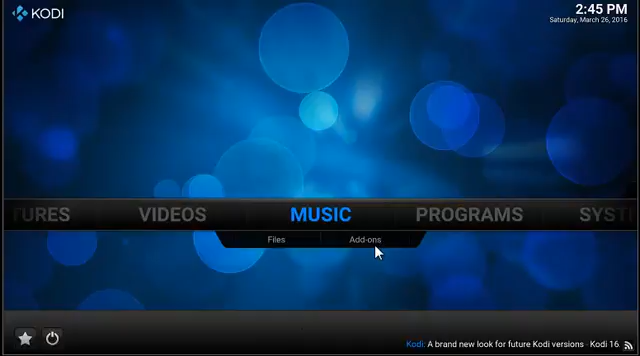 KODI
2:45 PM
Saturday, March 26, 2016
TURES VIDEOS MUSIC PROGRAMS SYST
Files Add-ons
Kodi: A brand new look for future Kodi versions - Kodi 16